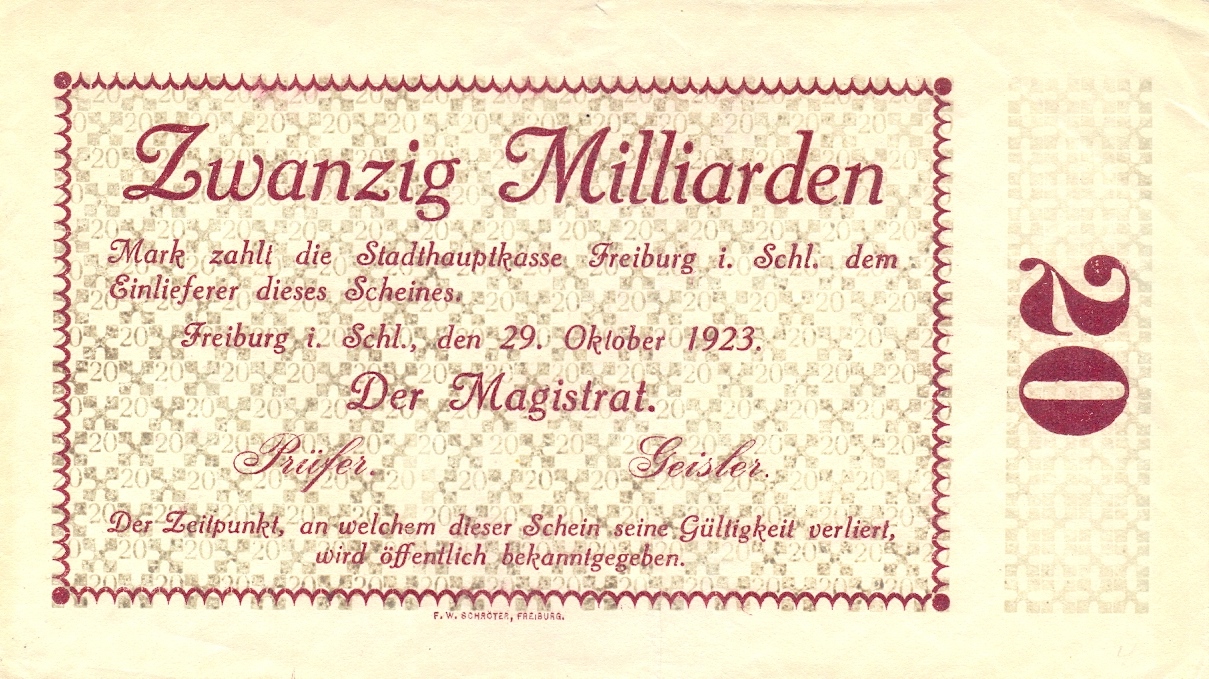 Zwanzig Milliarden
Mark zahlt die Stadthauptkasse Freiburg i. Schl. dem
Einlieferer dieses Scheines.
Freiburg i. Schl., den 29. Oktober 1923.
Der Magistrat.
Prüfer. Geisler.
Der Zeitpunkt, an welchem dieser Schein seine Gültigkeit verliert,
wird öffentlich bekanntgegeben.
F. W. SCHRÖTER, FREIBURG.
20